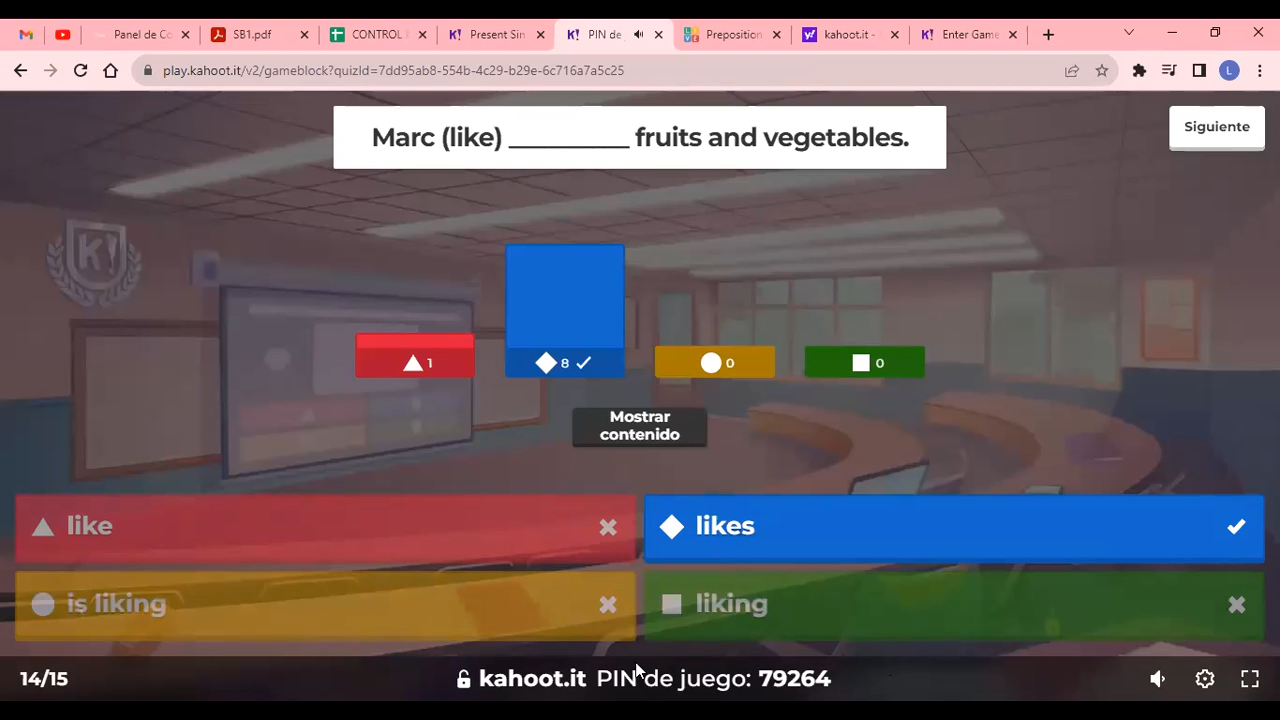 Panel de Co
SB1.pdf
CONTROL
Present Sin
PIN de
Preposition
kahoot.it -
Enter Game
play.kahoot.it/v2/gameblock?quizId=7dd95ab8-554b-4c29-b29e-6c716a7a5c25
L
Marc (like) _________ fruits and vegetables.
Siguiente
K!
1
8
0
0
Mostrar
contenido
like
likes
is liking
liking
14/15
kahoot.it PIN de juego: 79264